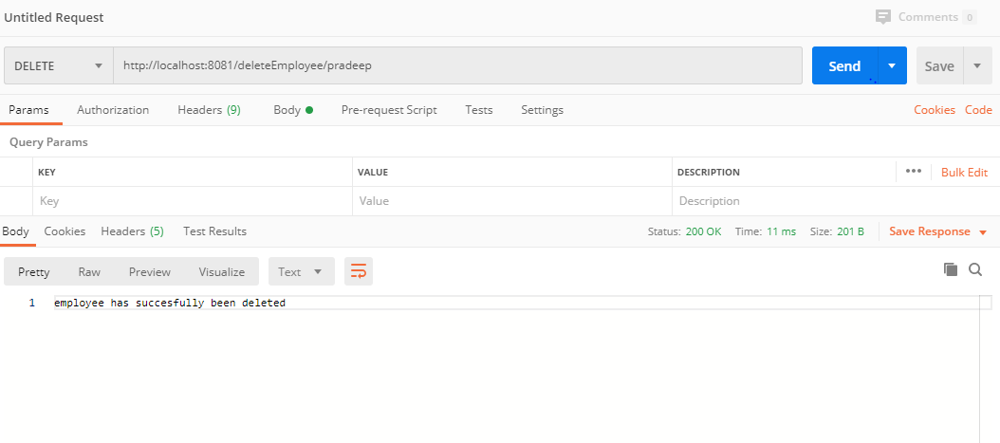 Untitled Request Comments 0
DELETE http://localhost:8081/deleteEmployee/pradeep Send Save
Params Authorization Headers (9) Body Pre-request Script Tests Settings Cookies Code
Query Params
KEY VALUE DESCRIPTION ••• Bulk Edit
Key Value Description
Body Cookies Headers (5) Test Results Status: 200 OK Time: 11 ms Size: 201 B Save Response
Pretty Raw Preview Visualize Text
1 employee has succesfully been deleted